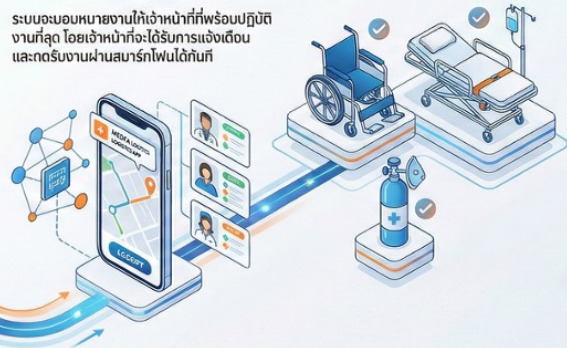 ระบบจะมอบหมายงานให้เจ้าหน้าที่ที่พร้อมปฏิบัติ
งานที่สุด โดยเจ้าหน้าที่จะได้รับการแจ้งเตือน
และกดรับงานผ่านสมาร์กโฟนได้ทันที
LOGISTICS APP